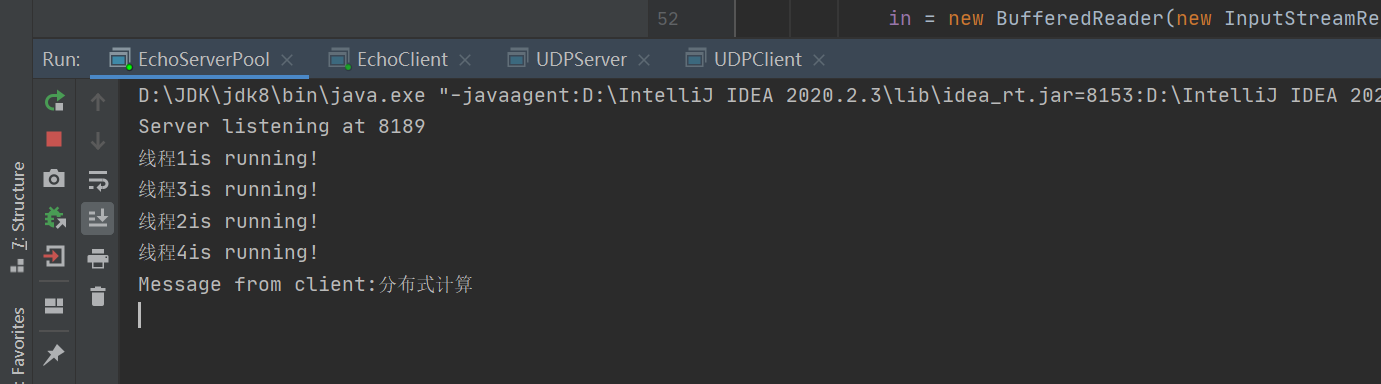 52
in = new BufferedReader(new InputStreamRe
Run:
EchoServerPool
EchoClient
UDPServer
UDPClient
D:\JDK\jdk8\bin\java.exe "-javaagent:D:\IntelliJ IDEA 2020.2.3\lib\idea_rt.jar=8153:D:\IntelliJ IDEA 202
Server listening at 8189
线程1is running!
线程3is running!
线程2is running!
线程4is running!
Message from client:分布式计算
7: Structure
: Favorites